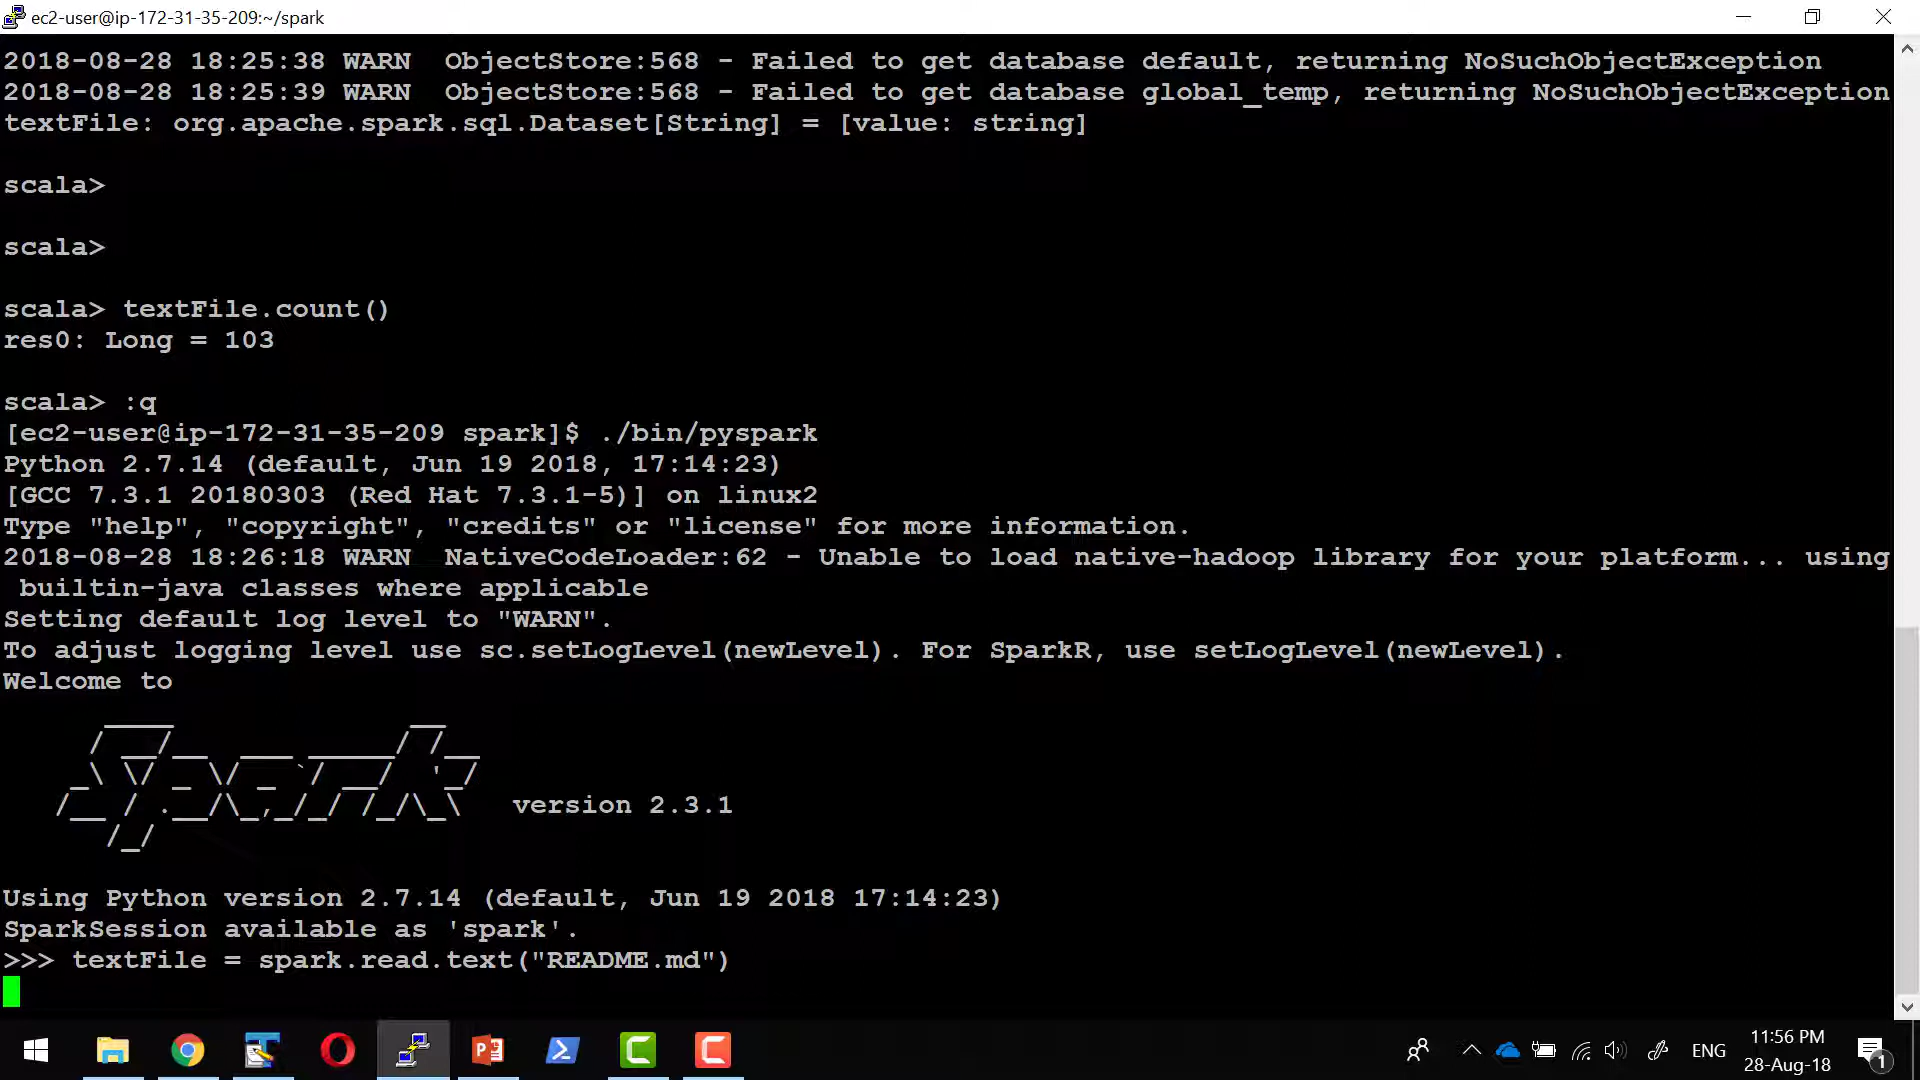 ec2-user@ip-172-31-35-209:~/spark
2018-08-28 18:25:38 WARN  ObjectStore:568 - Failed to get database default, returning NoSuchObjectException
2018-08-28 18:25:39 WARN  ObjectStore:568 - Failed to get database global_temp, returning NoSuchObjectException
textFile: org.apache.spark.sql.Dataset[String] = [value: string]
scala>
scala>
scala> textFile.count()
res0: Long = 103
scala> :q
[ec2-user@ip-172-31-35-209 spark]$ ./bin/pyspark
Python 2.7.14 (default, Jun 19 2018, 17:14:23)
[GCC 7.3.1 20180303 (Red Hat 7.3.1-5)] on linux2
Type "help", "copyright", "credits" or "license" for more information.
2018-08-28 18:26:18 WARN  NativeCodeLoader:62 - Unable to load native-hadoop library for your platform... using
 builtin-java classes where applicable
Setting default log level to "WARN".
To adjust logging level use sc.setLogLevel(newLevel). For SparkR, use setLogLevel(newLevel).
Welcome to
Spark version 2.3.1
Using Python version 2.7.14 (default, Jun 19 2018 17:14:23)
SparkSession available as 'spark'.
>>> textFile = spark.read.text("README.md")
ENG
11:56 PM
28-Aug-18
1